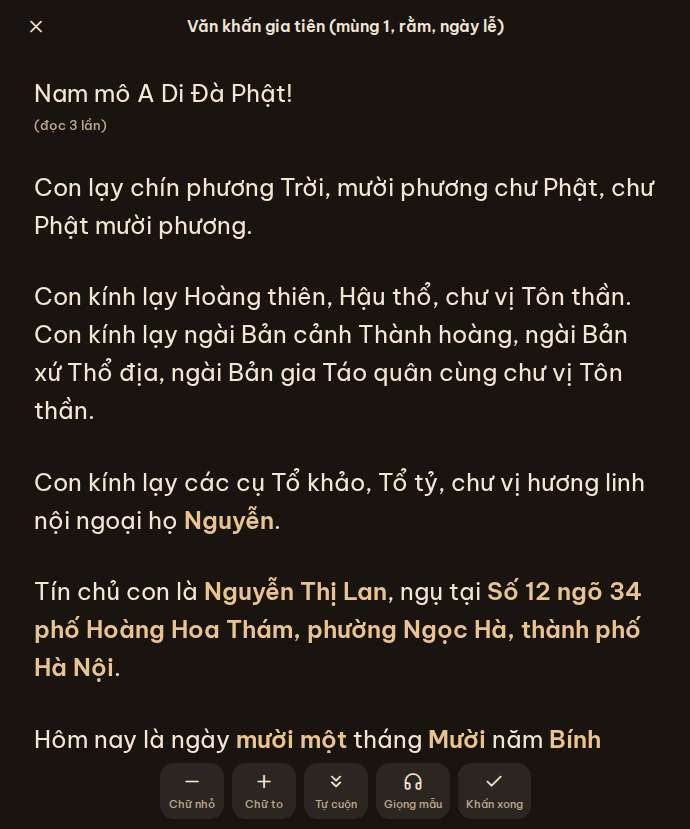 Văn khấn gia tiên (mùng 1, rằm, ngày lễ)
Nam mô A Di Đà Phật!
(đọc 3 lần)
Con lạy chín phương Trời, mười phương chư Phật, chư
Phật mười phương.
Con kính lạy Hoàng thiên, Hậu thổ, chư vị Tôn thần.
Con kính lạy ngài Bản cảnh Thành hoàng, ngài Bản
xứ Thổ địa, ngài Bản gia Táo quân cùng chư vị Tôn
thần.
Con kính lạy các cụ Tổ khảo, Tổ tỷ, chư vị hương linh
nội ngoại họ Nguyễn.
Tín chủ con là Nguyễn Thị Lan, ngụ tại Số 12 ngõ 34
phố Hoàng Hoa Thám, phường Ngọc Hà, thành phố
Hà Nội.
Hôm nay là ngày mười một tháng Mười năm Bính
Chữ nhỏ
Chữ to
Tự cuộn
Giọng mẫu
Khấn xong